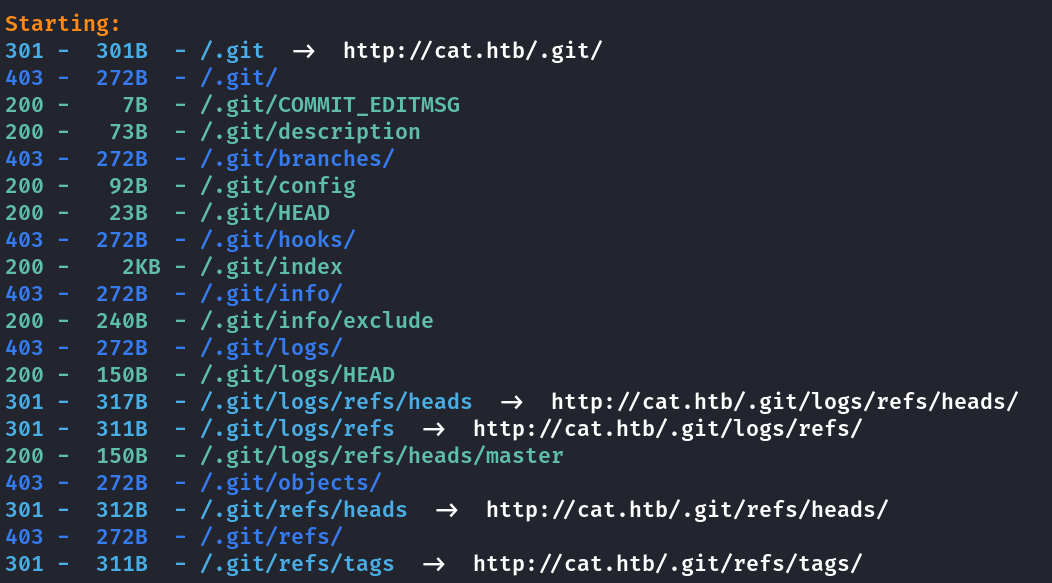 Starting:
301 -  301B  - /.git  ->  http://cat.htb/.git/
403 -  272B  - /.git/
200 -    7B  - /.git/COMMIT_EDITMSG
200 -   73B  - /.git/description
403 -  272B  - /.git/branches/
200 -   92B  - /.git/config
200 -   23B  - /.git/HEAD
403 -  272B  - /.git/hooks/
200 -    2KB - /.git/index
403 -  272B  - /.git/info/
200 -  240B  - /.git/info/exclude
403 -  272B  - /.git/logs/
200 -  150B  - /.git/logs/HEAD
301 -  317B  - /.git/logs/refs/heads  ->  http://cat.htb/.git/logs/refs/heads/
301 -  311B  - /.git/logs/refs  ->  http://cat.htb/.git/logs/refs/
200 -  150B  - /.git/logs/refs/heads/master
403 -  272B  - /.git/objects/
301 -  312B  - /.git/refs/heads  ->  http://cat.htb/.git/refs/heads/
403 -  272B  - /.git/refs/
301 -  311B  - /.git/refs/tags  ->  http://cat.htb/.git/refs/tags/